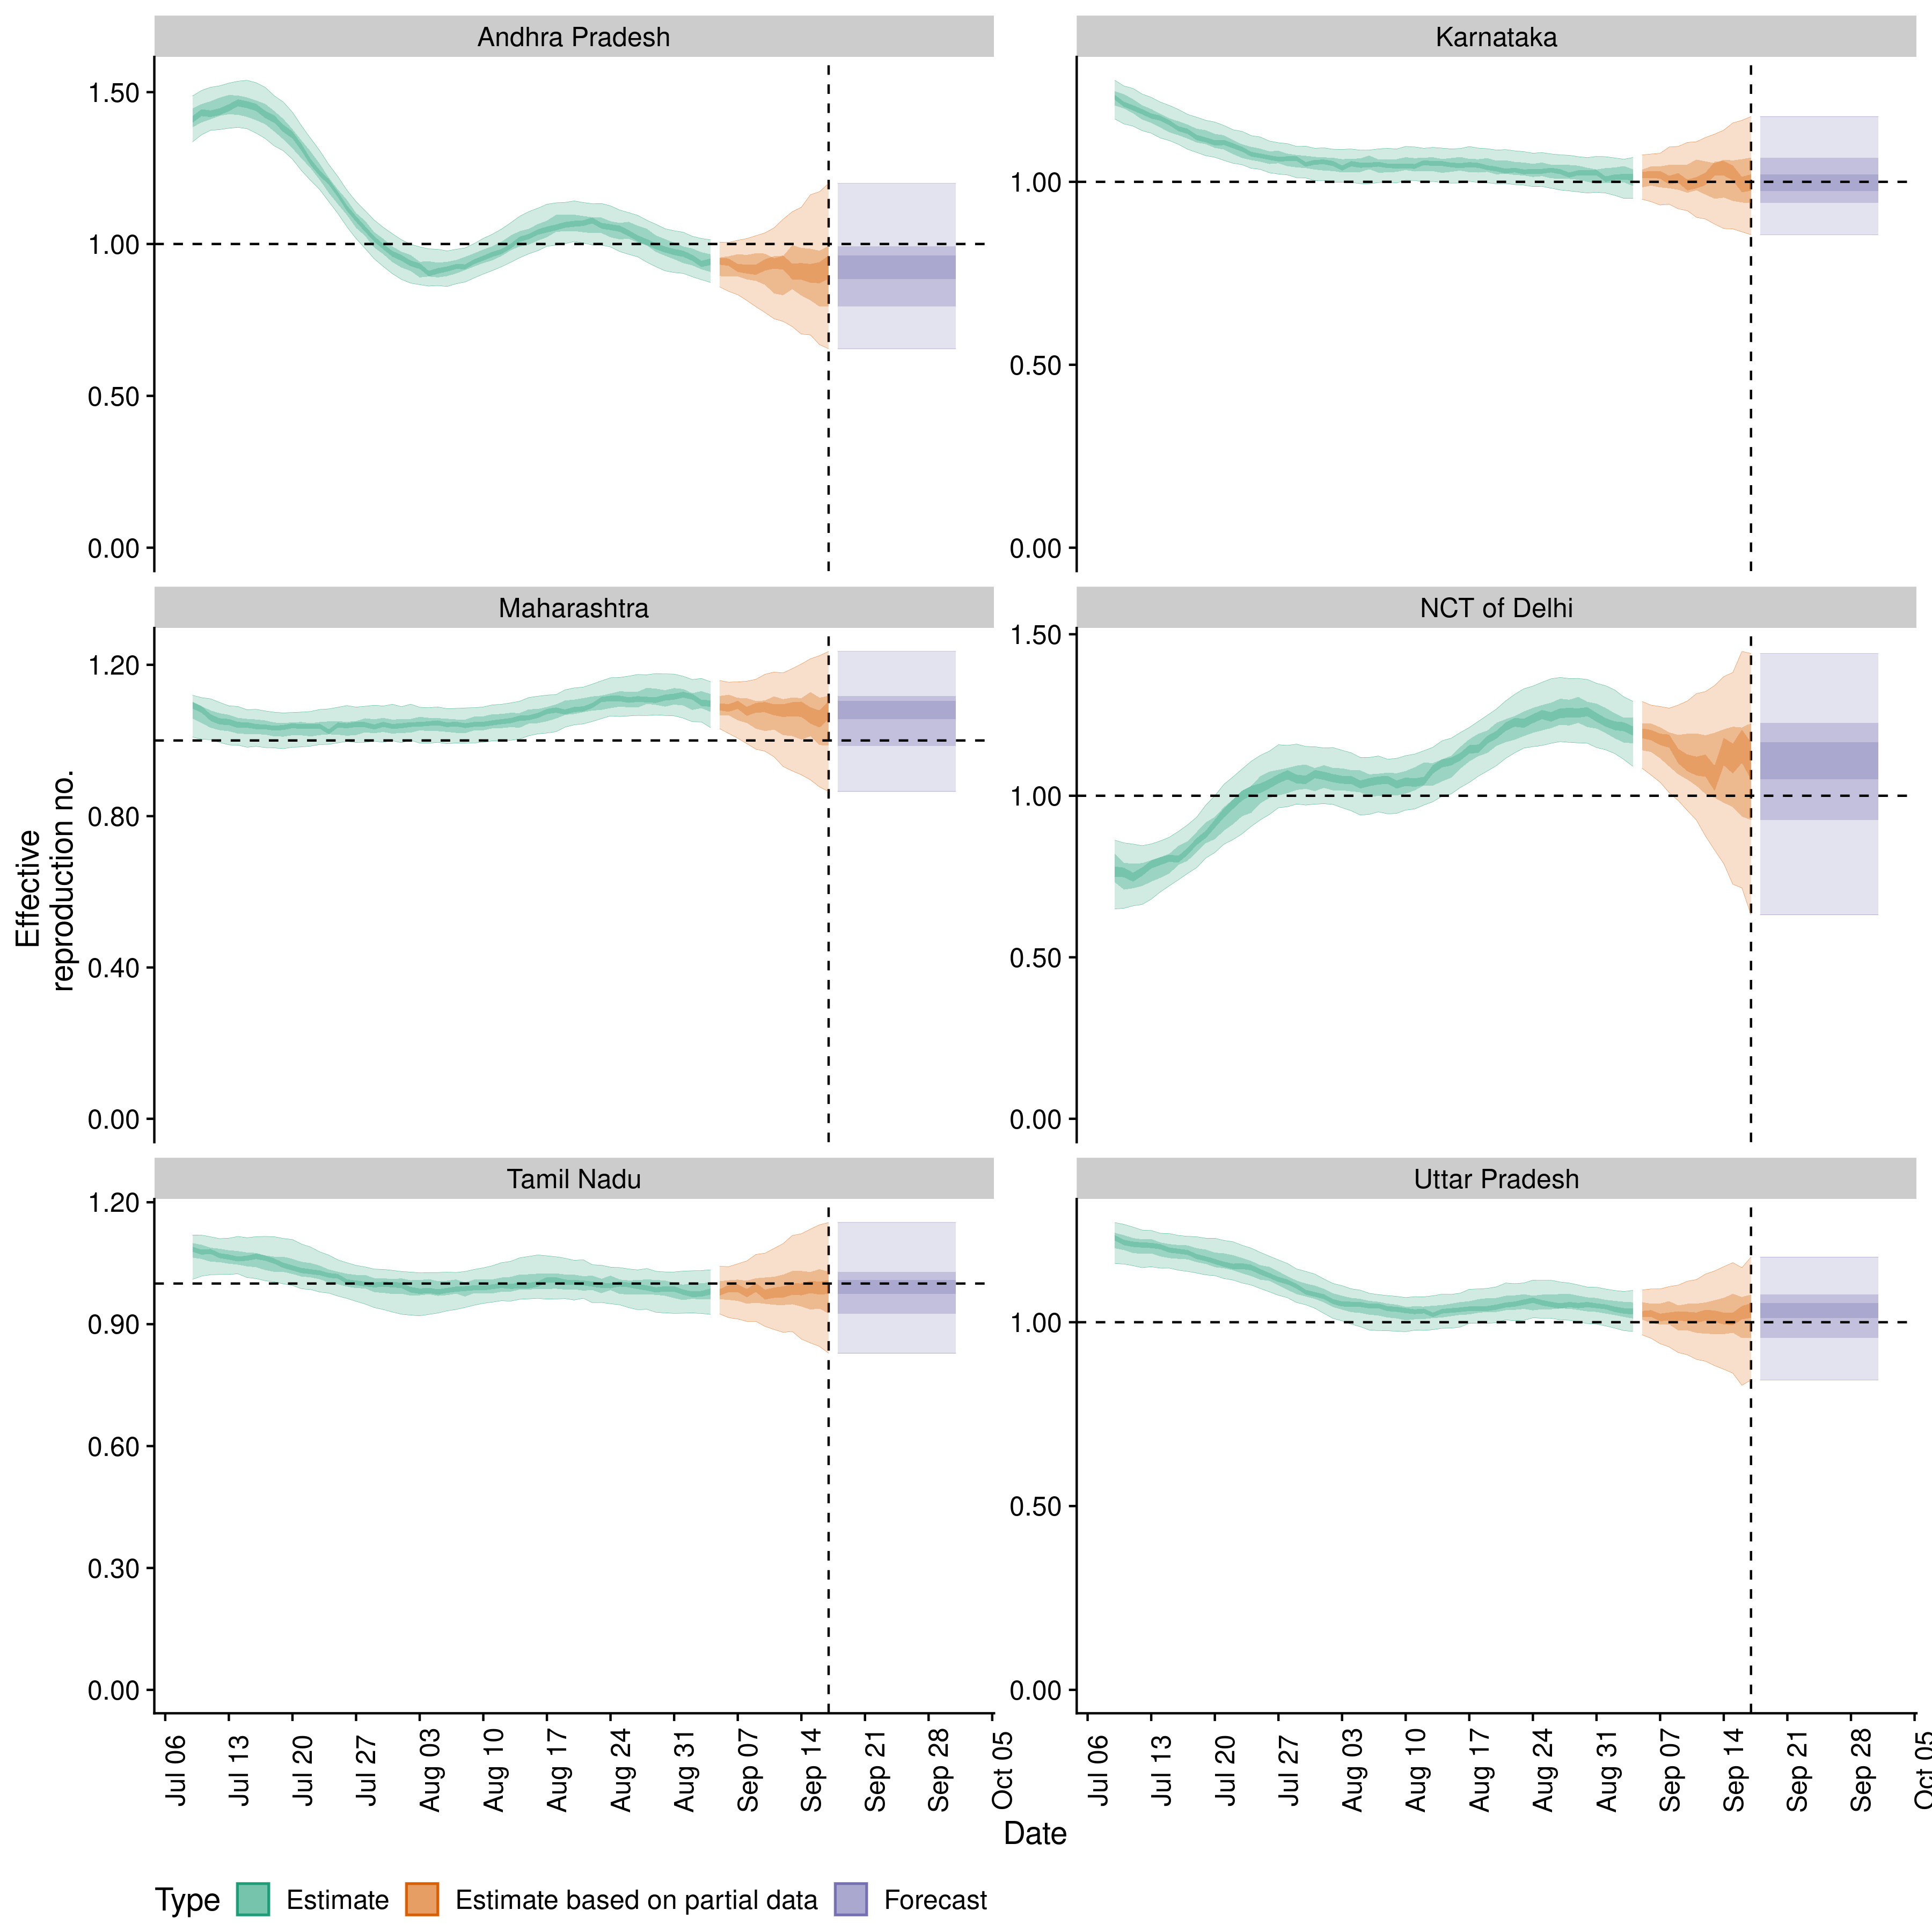 Andhra Pradesh
Karnataka
1.50
1.00
0.50
0.00
1.00
0.50
0.00
Maharashtra
NCT of Delhi
1.20
0.80
0.40
0.00
1.50
1.00
0.50
0.00
Effective
reproduction no.
Tamil Nadu
Uttar Pradesh
1.20
0.90
0.60
0.30
0.00
1.00
0.50
0.00
Jul 06 Jul 13 Jul 20 Jul 27 Aug 03 Aug 10 Aug 17 Aug 24 Aug 31 Sep 07 Sep 14 Sep 21 Sep 28 Oct 05
Jul 06 Jul 13 Jul 20 Jul 27 Aug 03 Aug 10 Aug 17 Aug 24 Aug 31 Sep 07 Sep 14 Sep 21 Sep 28 Oct 05
Date
Type Estimate Estimate based on partial data Forecast